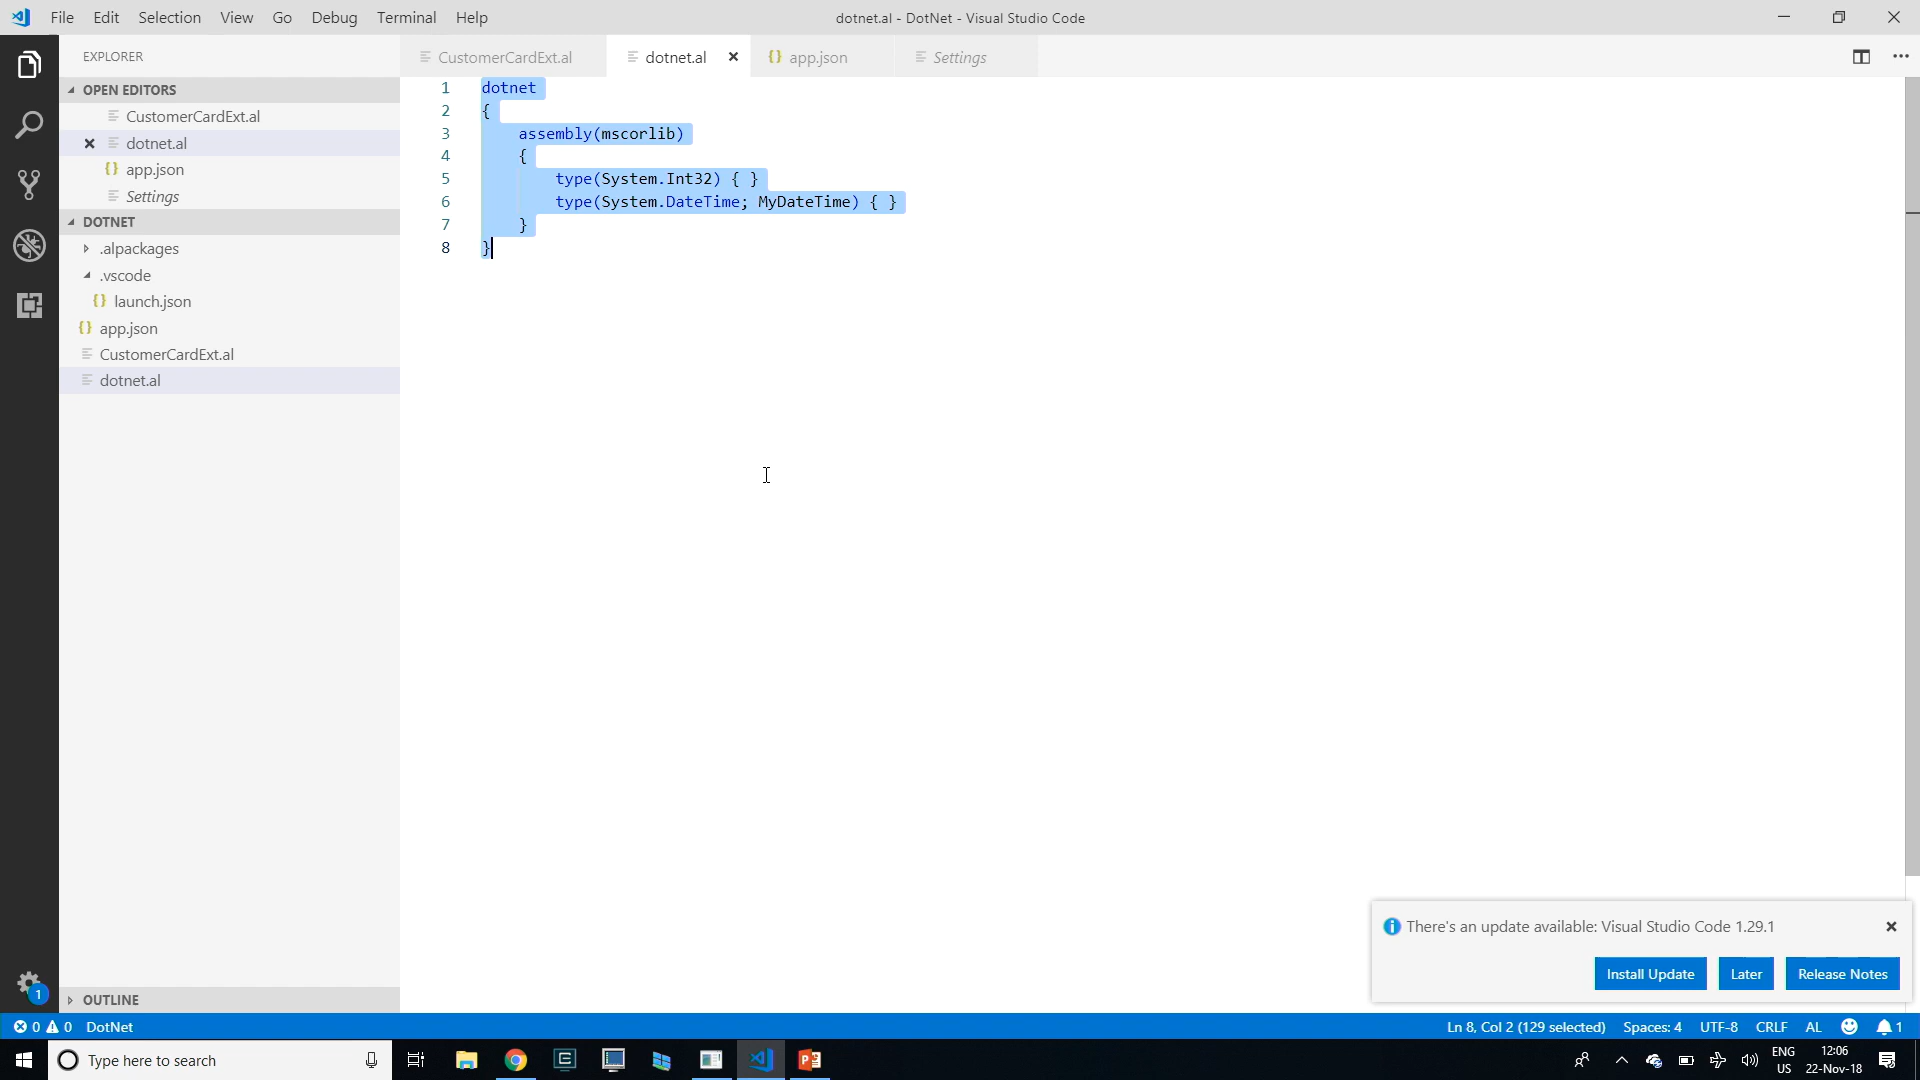 File Edit Selection View Go Debug Terminal Help
dotnet.al - DotNet - Visual Studio Code
EXPLORER
OPEN EDITORS
CustomerCardExt.al
dotnet.al
app.json
Settings
DOTNET
.alpackages
.vscode
launch.json
app.json
CustomerCardExt.al
dotnet.al
OUTLINE
CustomerCardExt.al dotnet.al app.json Settings
1 dotnet
2 {
3 assembly(mscorlib)
4 {
5 type(System.Int32) { }
6 type(System.DateTime; MyDateTime) { }
7 }
8 }
There's an update available: Visual Studio Code 1.29.1
Install Update Later Release Notes
1
0 0 DotNet
Ln 8, Col 2 (129 selected) Spaces: 4 UTF-8 CRLF AL 1
Type here to search
ENG
US
12:06
22-Nov-18